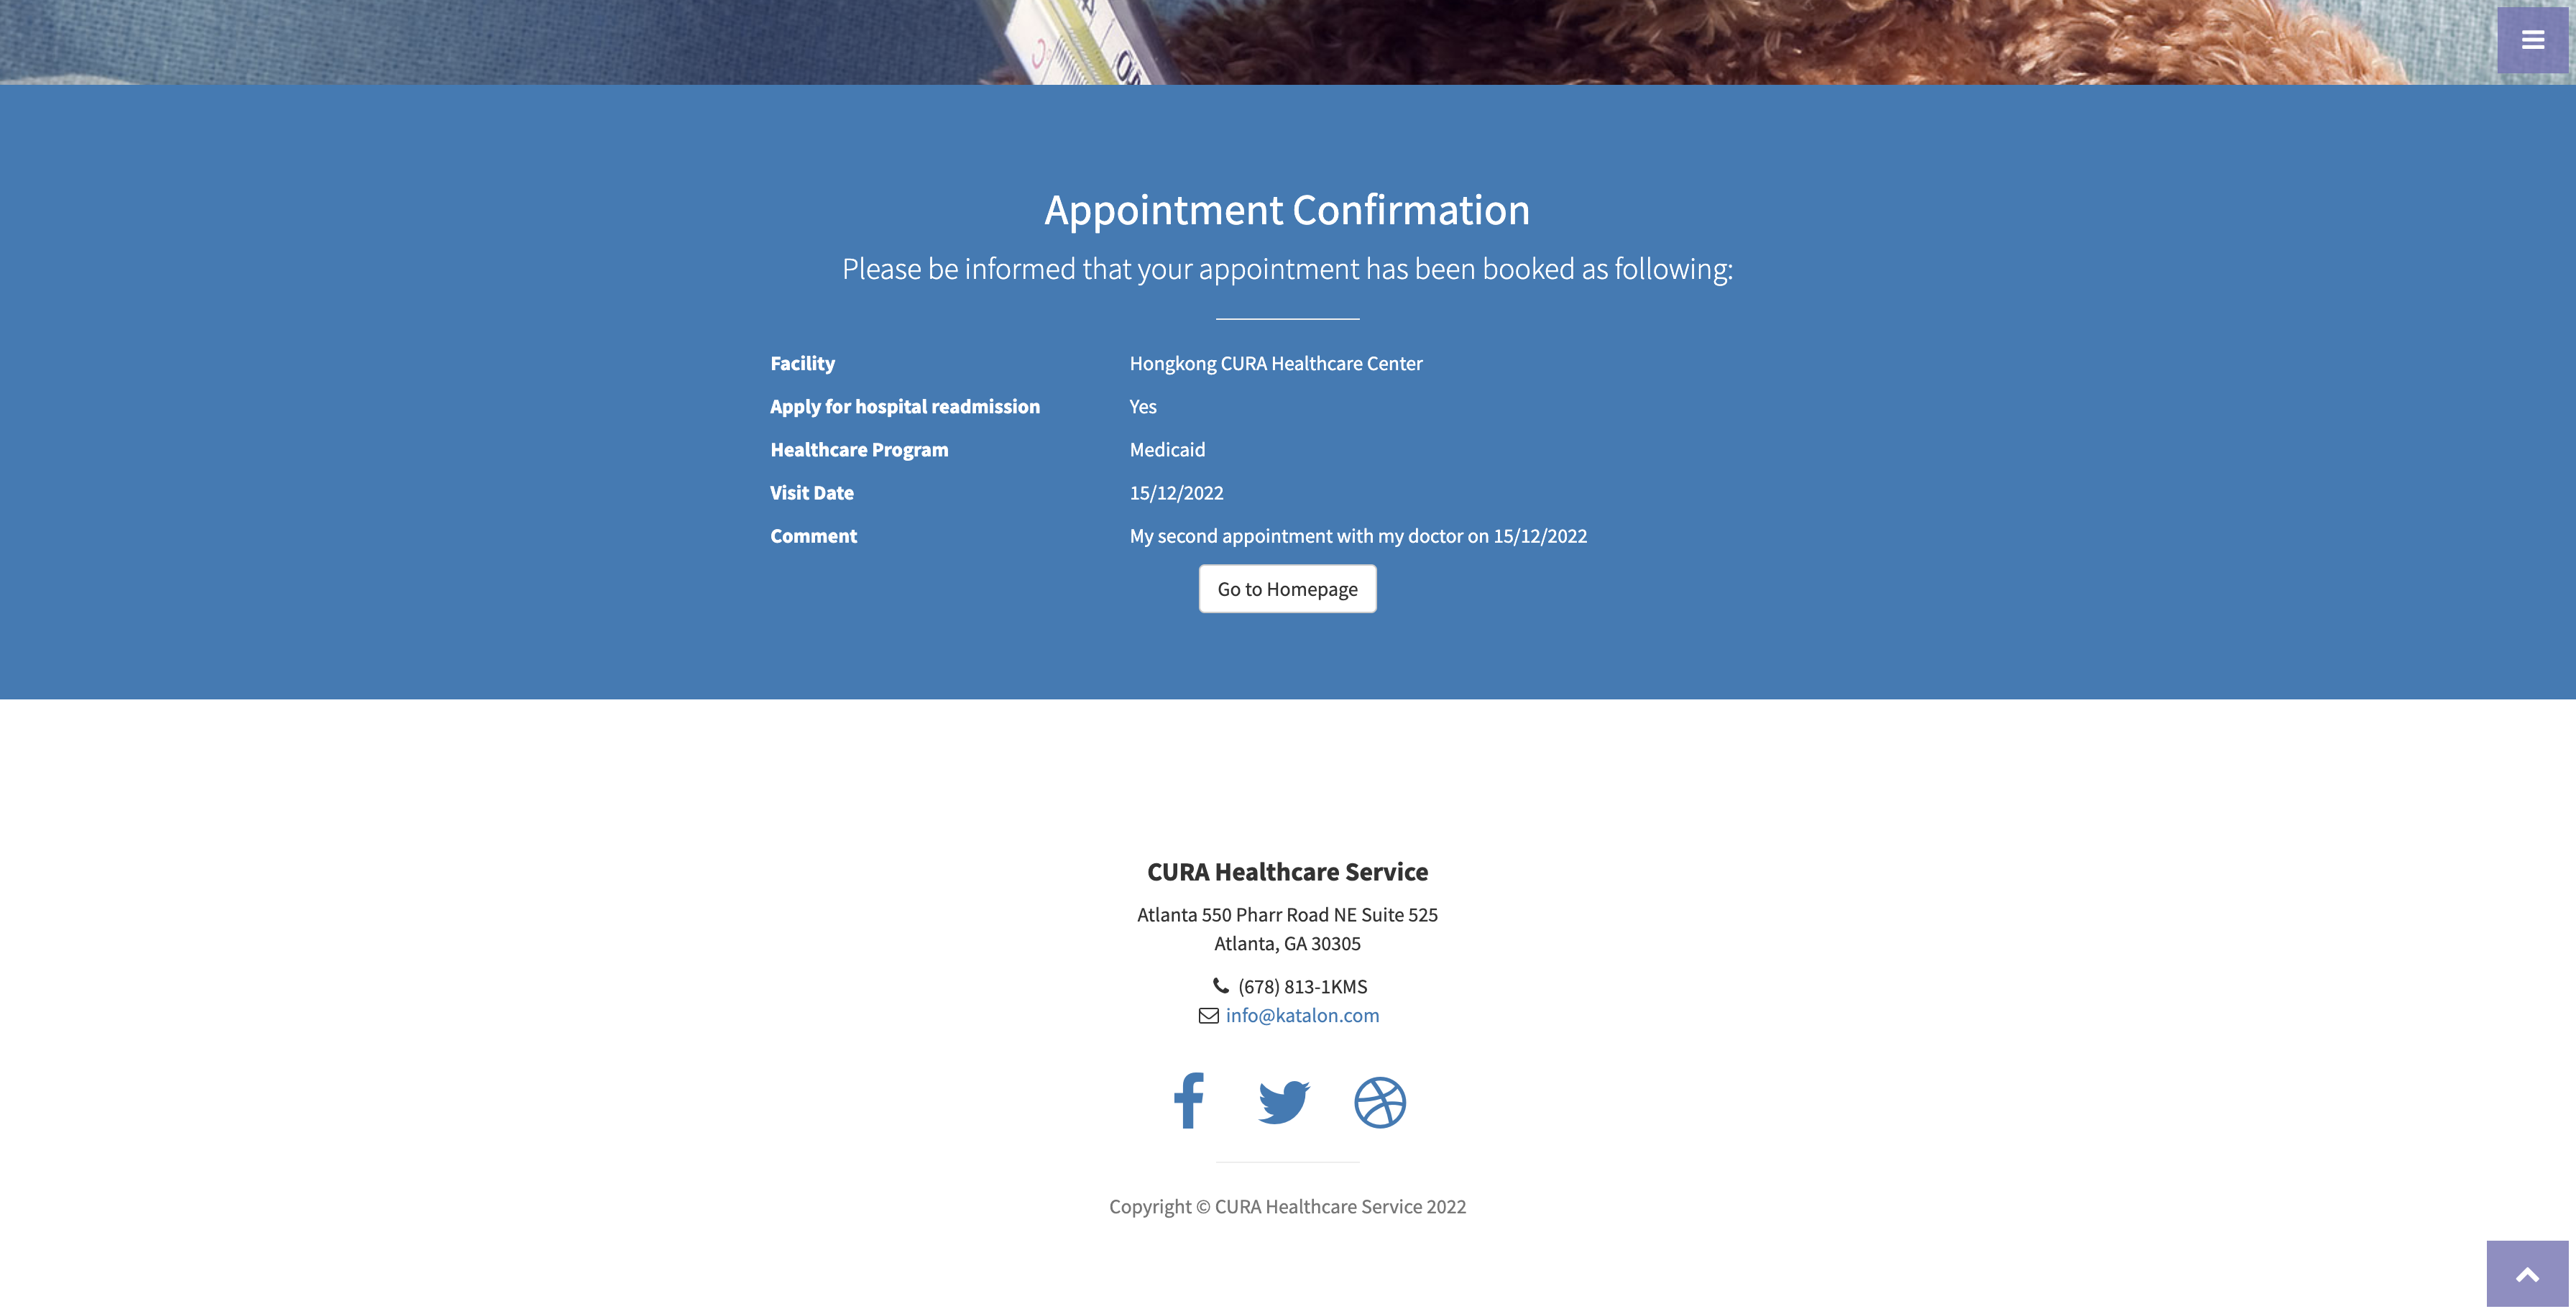 Appointment Confirmation
Please be informed that your appointment has been booked as following:
Facility Hongkong CURA Healthcare Center
Apply for hospital readmission Yes
Healthcare Program Medicaid
Visit Date 15/12/2022
Comment My second appointment with my doctor on 15/12/2022
Go to Homepage
CURA Healthcare Service
Atlanta 550 Pharr Road NE Suite 525
Atlanta, GA 30305
(678) 813-1KMS
info@katalon.com
Copyright © CURA Healthcare Service 2022